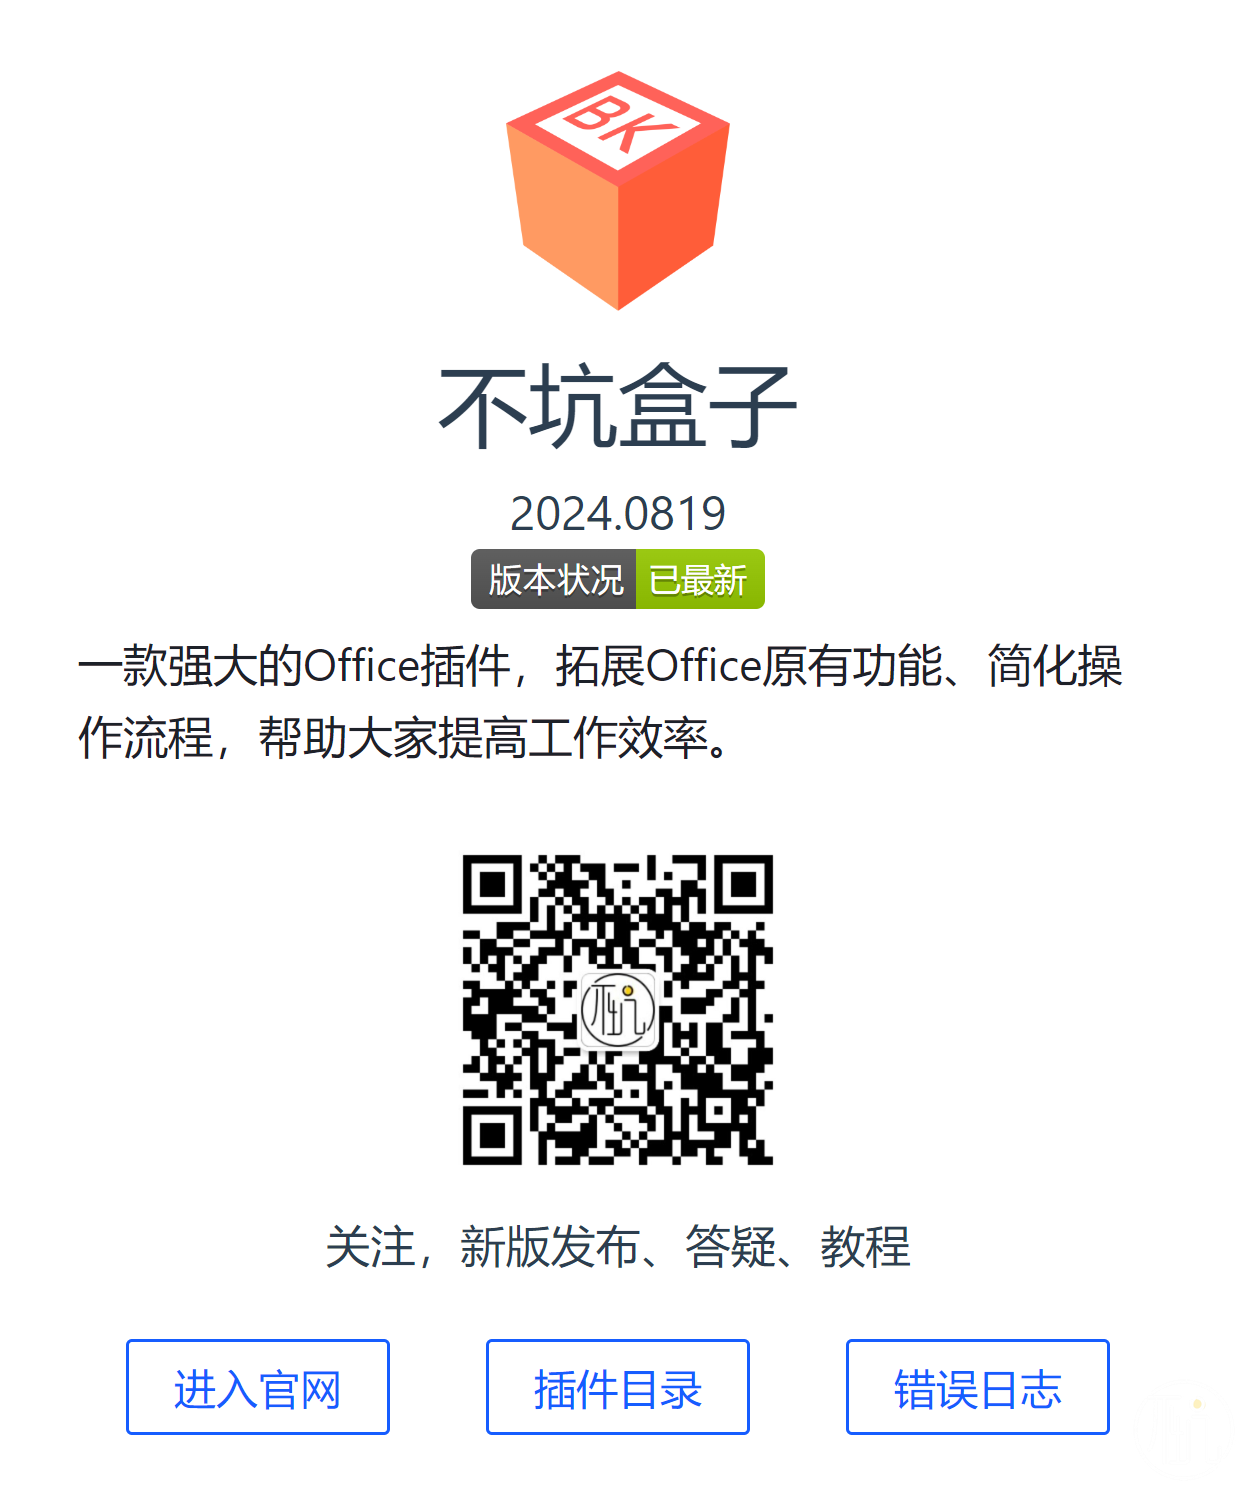 BK
不坑盒子
2024.0819
版本状况 已最新
一款强大的Office插件，拓展Office原有功能、简化操
作流程，帮助大家提高工作效率。
不坑
关注，新版发布、答疑、教程
进入官网 插件目录 错误日志